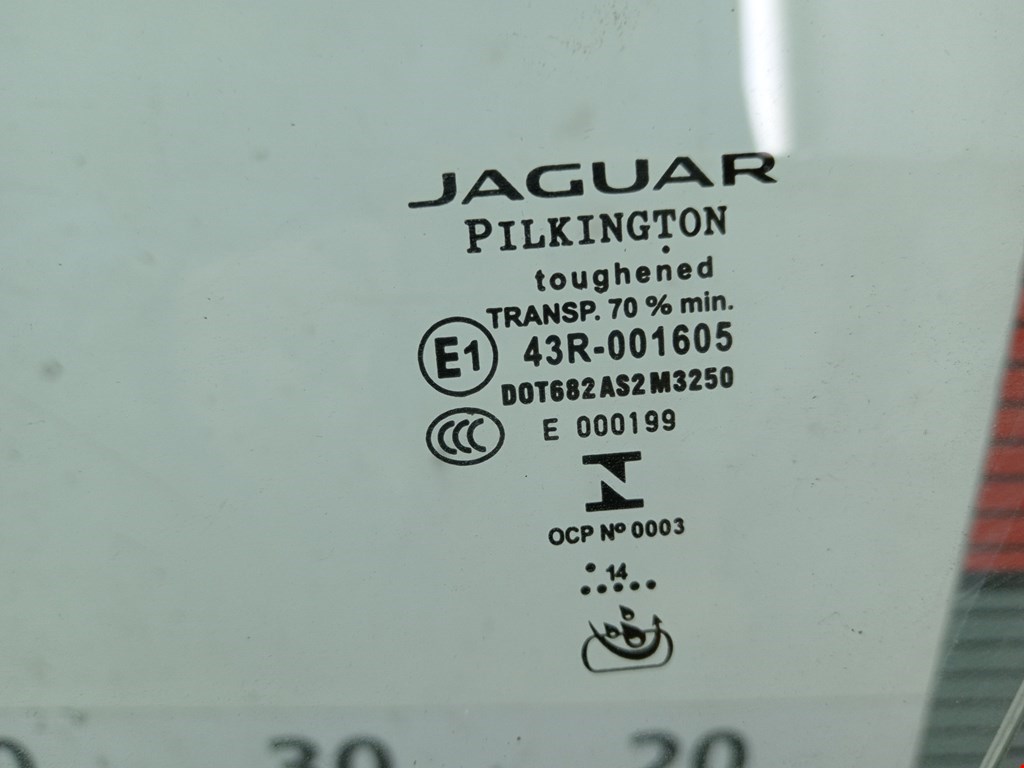 JAGUAR
PILKINGTON
toughened
TRANSP. 70 % min.
E1 43R-001605
DOT682 AS2 M3250
CCC E 000199
OCP Nº 0003
14
30 20